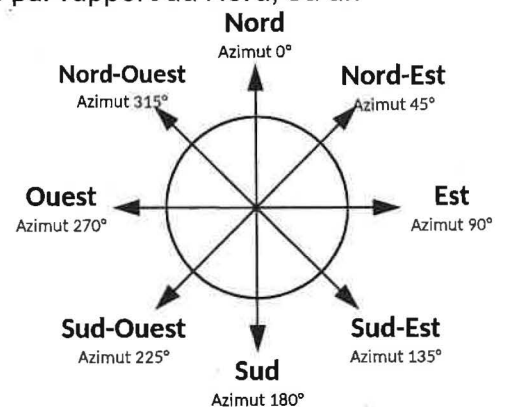 Nord
Azimut 0°
Nord-Ouest
Azimut 315°
Nord-Est
Azimut 45°
Ouest
Azimut 270°
Est
Azimut 90°
Sud-Ouest
Azimut 225°
Sud-Est
Azimut 135°
Sud
Azimut 180°